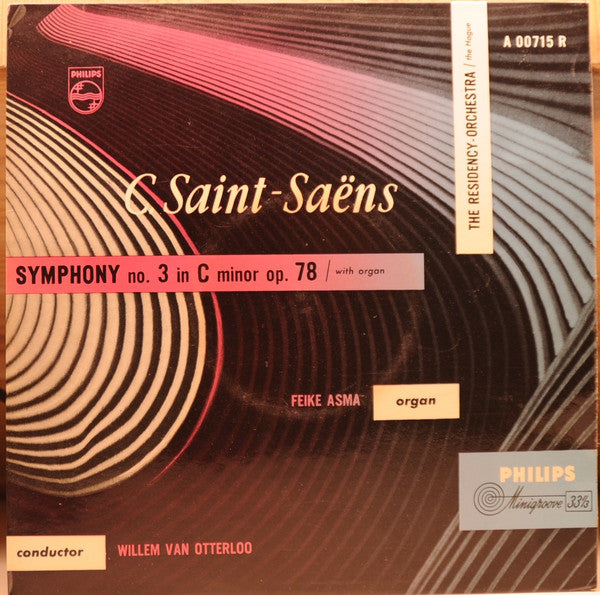 PHILIPS
A 00715 R
THE RESIDENCY-ORCHESTRA / the Hague
C. Saint-Saëns
SYMPHONY no. 3 in C minor op. 78 / with organ
FEIKE ASMA organ
PHILIPS
Minigroove 33⅓
conductor WILLEM VAN OTTERLOO